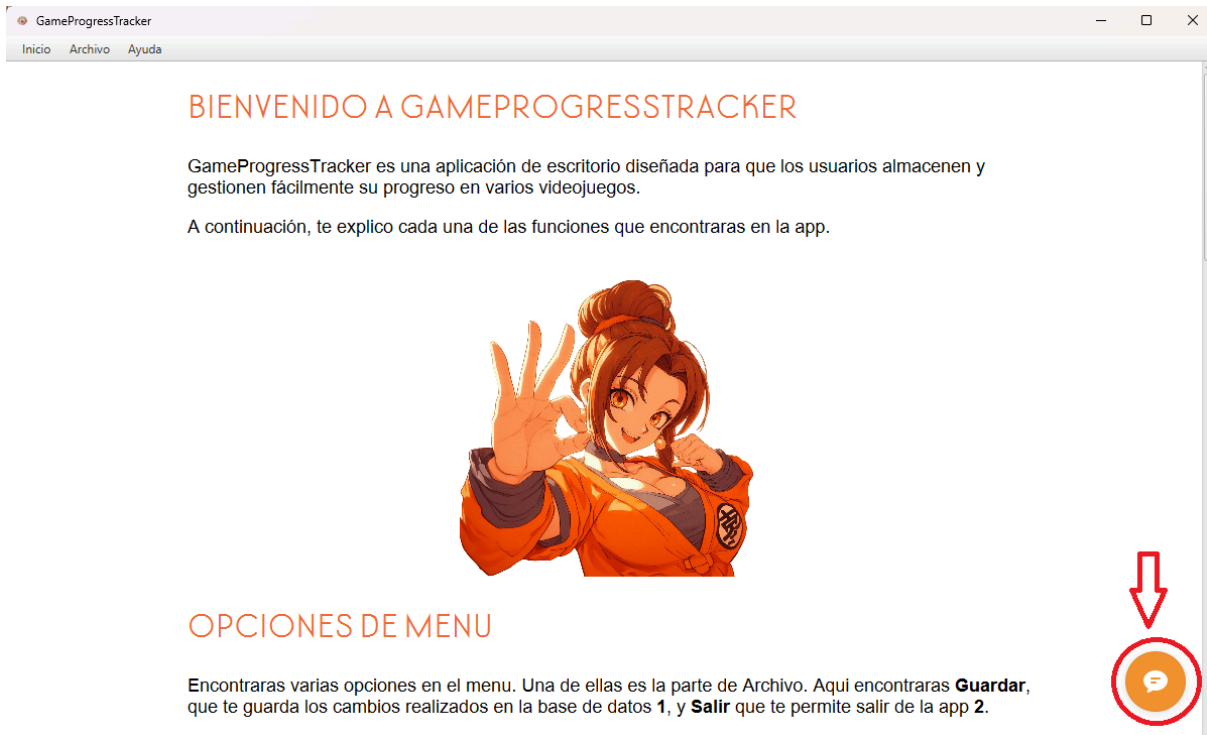 GameProgressTracker
Inicio Archivo Ayuda
BIENVENIDO A GAMEPROGRESSTRACKER
GameProgressTracker es una aplicación de escritorio diseñada para que los usuarios almacenen y
gestionen fácilmente su progreso en varios videojuegos.
A continuación, te explico cada una de las funciones que encontraras en la app.
OPCIONES DE MENU
Encontraras varias opciones en el menu. Una de ellas es la parte de Archivo. Aqui encontraras Guardar,
que te guarda los cambios realizados en la base de datos 1, y Salir que te permite salir de la app 2.